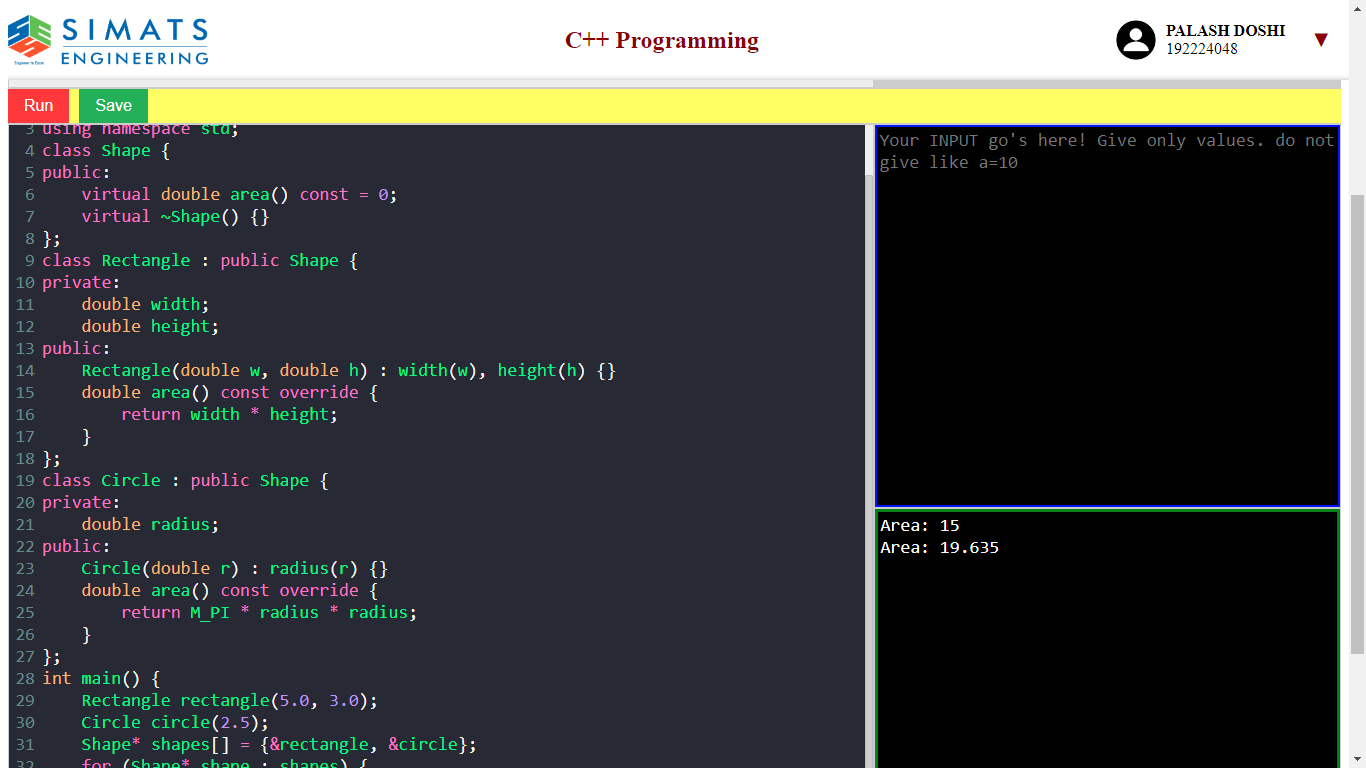 SIMATS
ENGINEERING
Engineer to Excel
C++ Programming
PALASH DOSHI
192224048
▼
Run
Save
3 using namespace std;
4 class Shape {
5 public:
6     virtual double area() const = 0;
7     virtual ~Shape() {}
8 };
9 class Rectangle : public Shape {
10 private:
11     double width;
12     double height;
13 public:
14     Rectangle(double w, double h) : width(w), height(h) {}
15     double area() const override {
16         return width * height;
17     }
18 };
19 class Circle : public Shape {
20 private:
21     double radius;
22 public:
23     Circle(double r) : radius(r) {}
24     double area() const override {
25         return M_PI * radius * radius;
26     }
27 };
28 int main() {
29     Rectangle rectangle(5.0, 3.0);
30     Circle circle(2.5);
31     Shape* shapes[] = {&rectangle, &circle};
32     for (Shape* shape : shapes) {
Your INPUT go's here! Give only values. do not
give like a=10
Area: 15
Area: 19.635